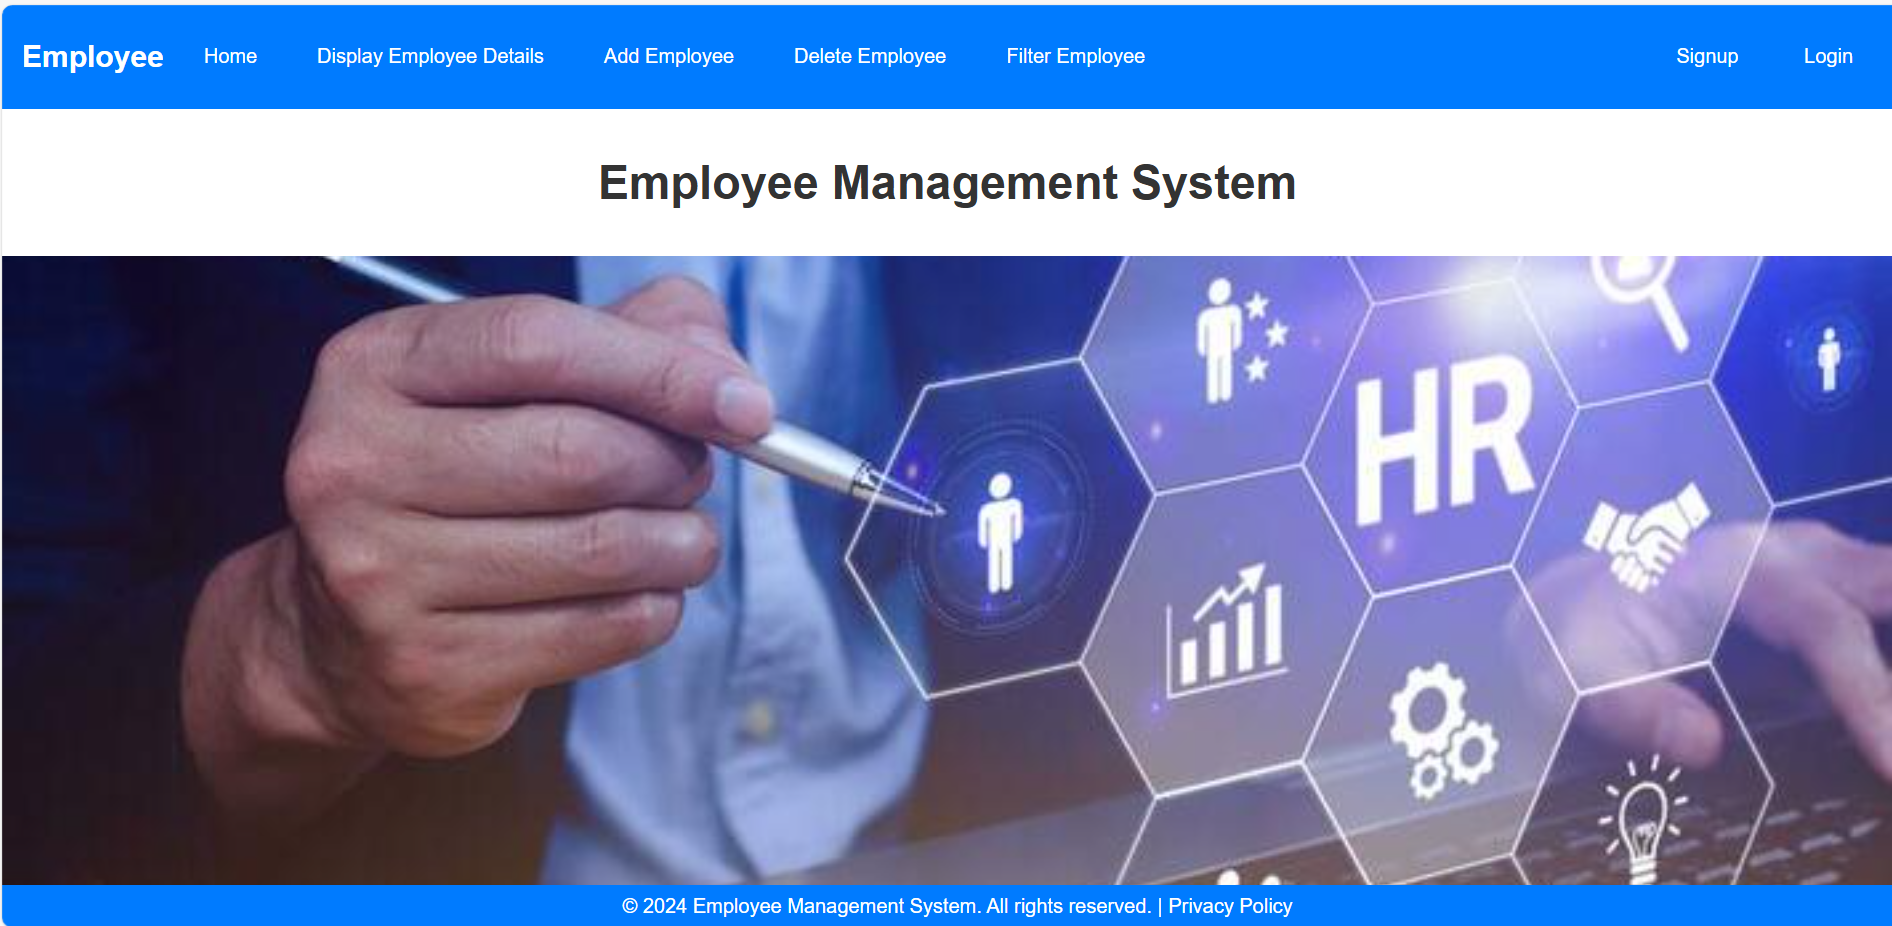 Employee Home Display Employee Details Add Employee Delete Employee Filter Employee Signup Login
Employee Management System
HR
© 2024 Employee Management System. All rights reserved. | Privacy Policy